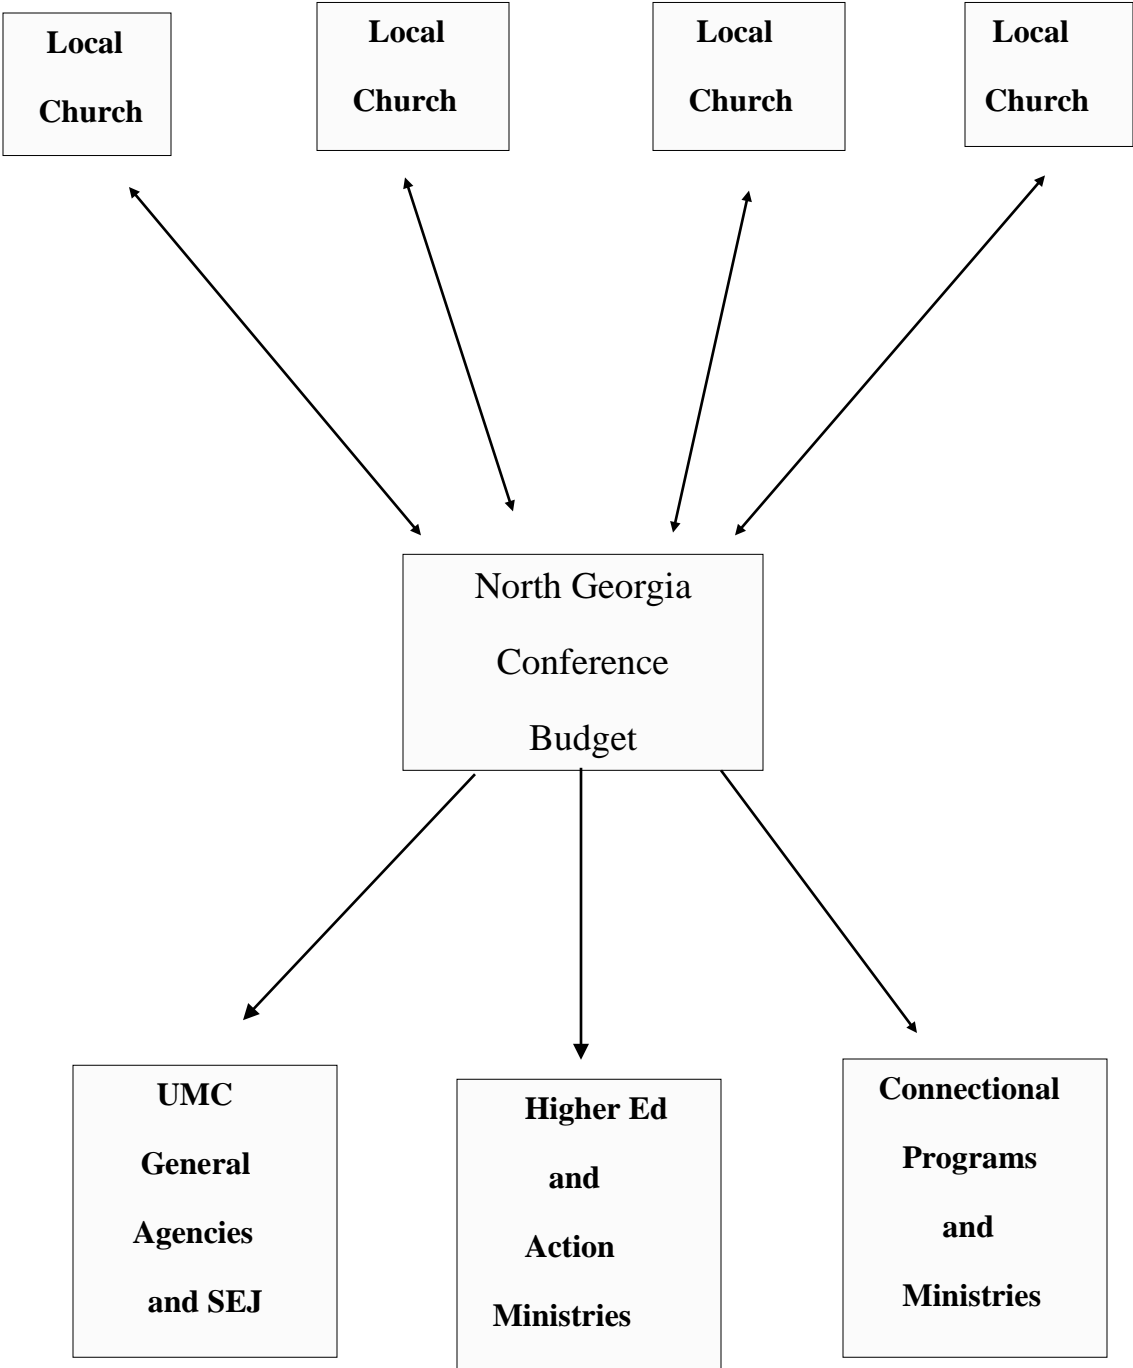 Local
Church
Local
Church
Local
Church
Local
Church
North Georgia
Conference
Budget
UMC
General
Agencies
and SEJ
Higher Ed
and
Action
Ministries
Connectional
Programs
and
Ministries